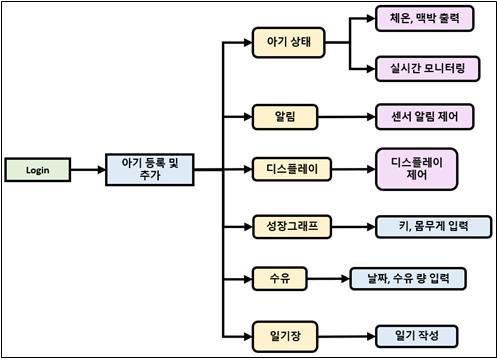 Login
아기 등록 및
추가
아기 상태
체온, 맥박 출력
실시간 모니터링
알림
센서 알림 제어
디스플레이
디스플레이
제어
성장그래프
키, 몸무게 입력
수유
날짜, 수유 량 입력
일기장
일기 작성